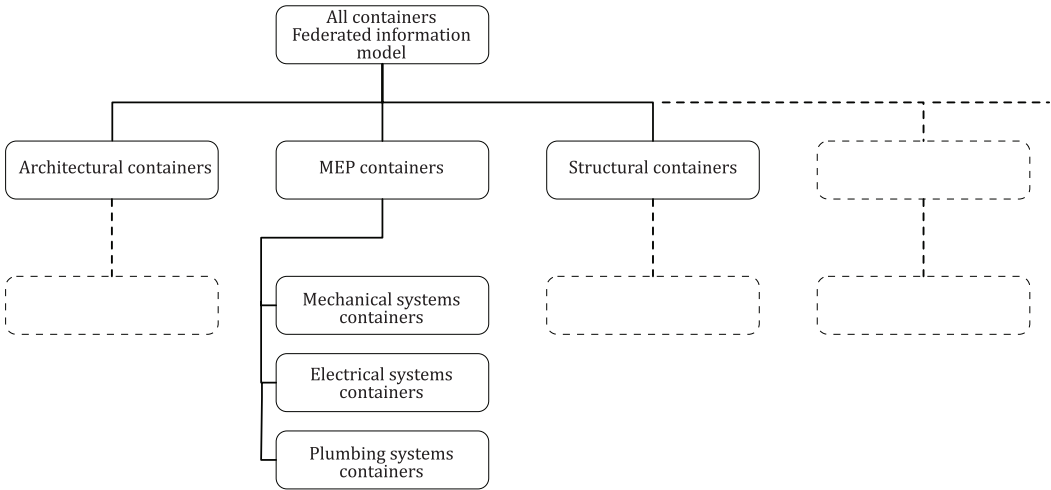 All containers
Federated information
model
Architectural containers
MEP containers
Structural containers
Mechanical systems
containers
Electrical systems
containers
Plumbing systems
containers